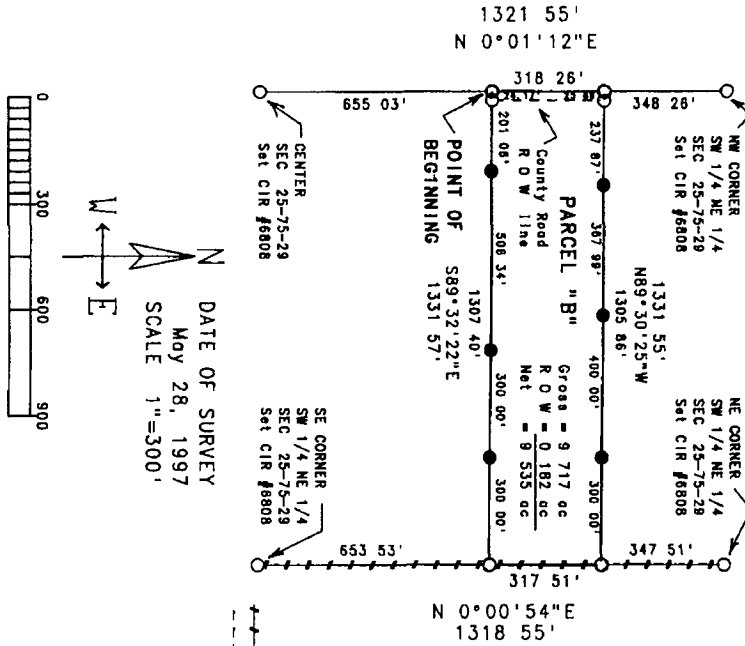 1321 55'
N 0°01'12"E
318 26'
655 03'
348 26'
NW CORNER
SW 1/4 NE 1/4
SEC 25-75-29
Set CIR #6808
CENTER
SEC 25-75-29
Set CIR #6808
POINT OF
BEGINNING
County Road
R O W line
PARCEL "B"
201 06'
508 34'
300 00'
300 00'
1307 40'
S89°32'22"E
1331 57'
237 87'
367 99'
400 00'
300 00'
1331 55'
N89°30'25"W
1305 86'
Gross = 9 717 ac
R O W = 0 182 ac
Net = 9 535 ac
NE CORNER
SW 1/4 NE 1/4
SEC 25-75-29
Set CIR #6808
SE CORNER
SW 1/4 NE 1/4
SEC 25-75-29
Set CIR #6808
653 53'
317 51'
347 51'
N 0°00'54"E
1318 55'
N
W
E
DATE OF SURVEY
May 28, 1997
SCALE 1"=300'
0
300
600
900